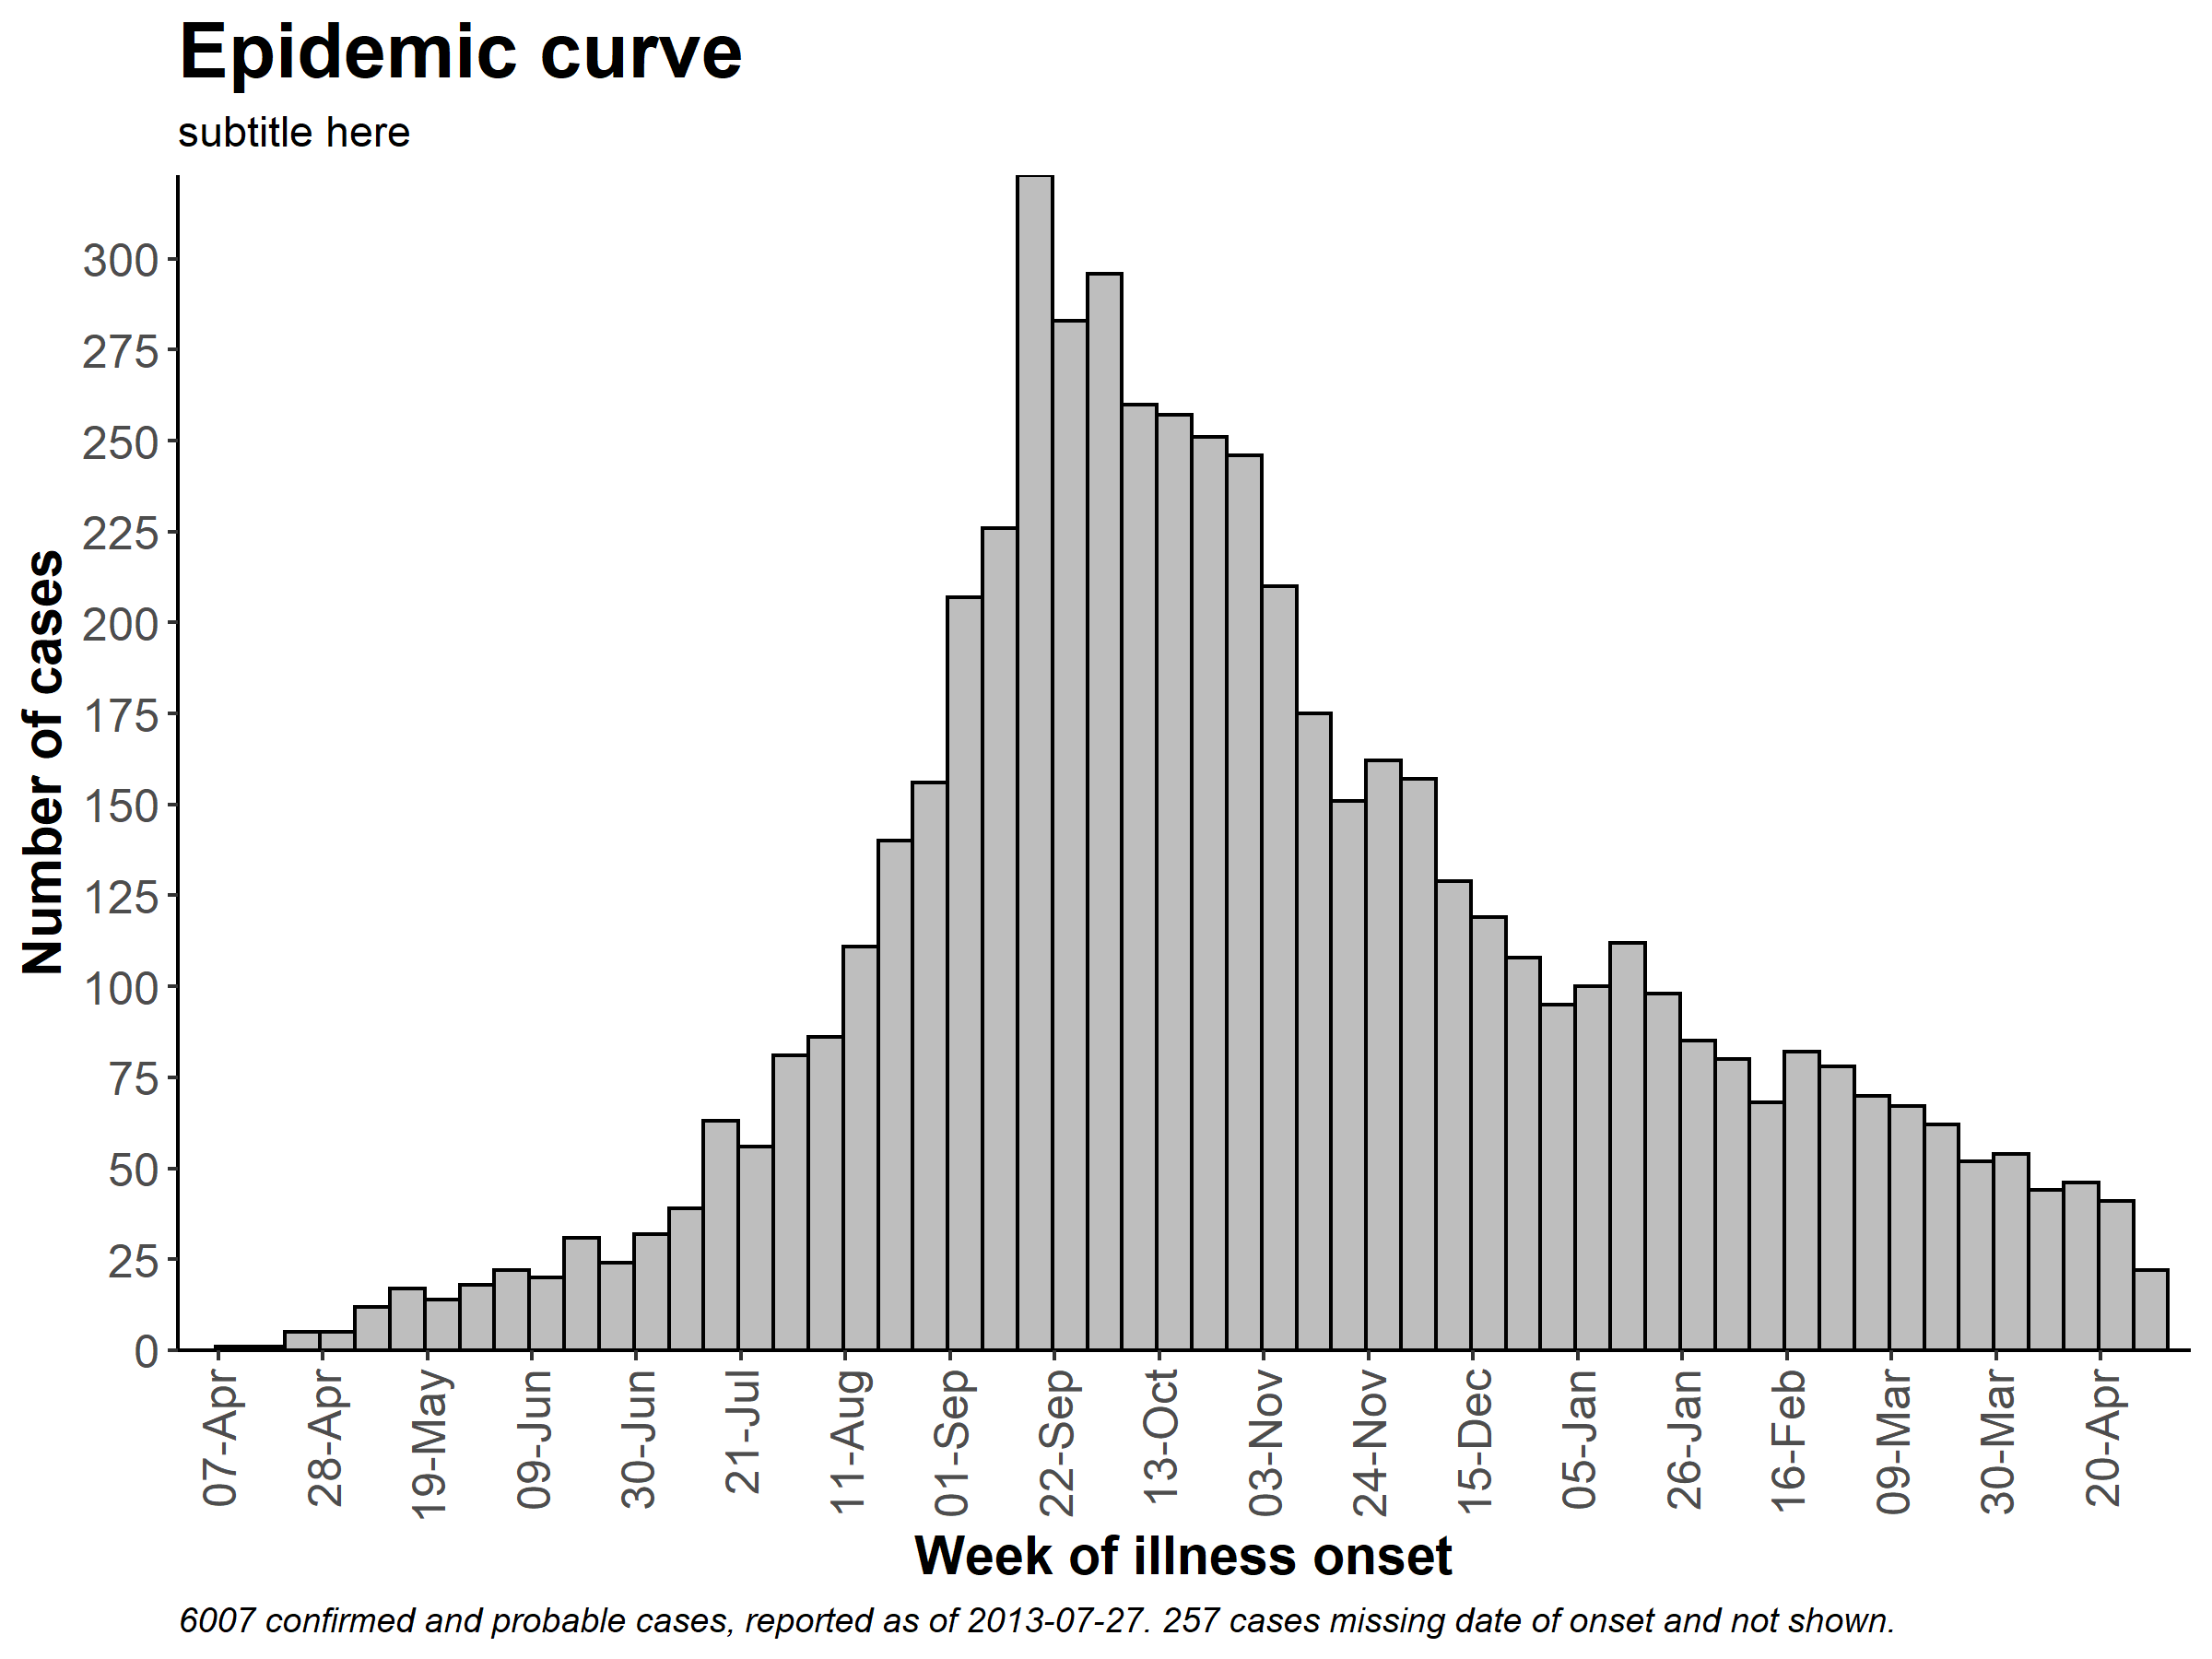 Epidemic curve
subtitle here
Number of cases
300
275
250
225
200
175
150
125
100
75
50
25
0
07-Apr
28-Apr
19-May
09-Jun
30-Jun
21-Jul
11-Aug
01-Sep
22-Sep
13-Oct
03-Nov
24-Nov
15-Dec
05-Jan
26-Jan
16-Feb
09-Mar
30-Mar
20-Apr
Week of illness onset
6007 confirmed and probable cases, reported as of 2013-07-27. 257 cases missing date of onset and not shown.